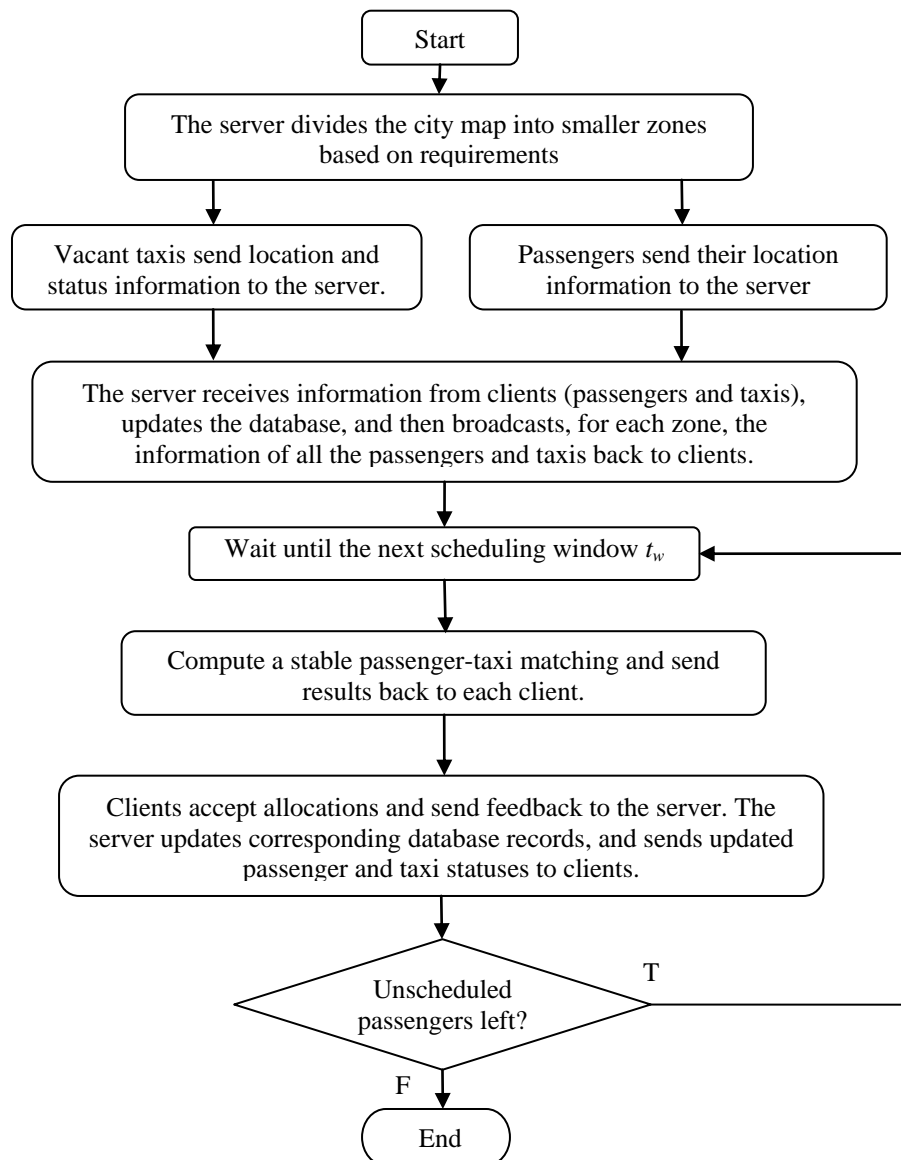 Start
The server divides the city map into smaller zones
based on requirements
Vacant taxis send location and
status information to the server.
Passengers send their location
information to the server
The server receives information from clients (passengers and taxis),
updates the database, and then broadcasts, for each zone, the
information of all the passengers and taxis back to clients.
Wait until the next scheduling window t_w
Compute a stable passenger-taxi matching and send
results back to each client.
Clients accept allocations and send feedback to the server. The
server updates corresponding database records, and sends updated
passenger and taxi statuses to clients.
Unscheduled
passengers left?
T
F
End